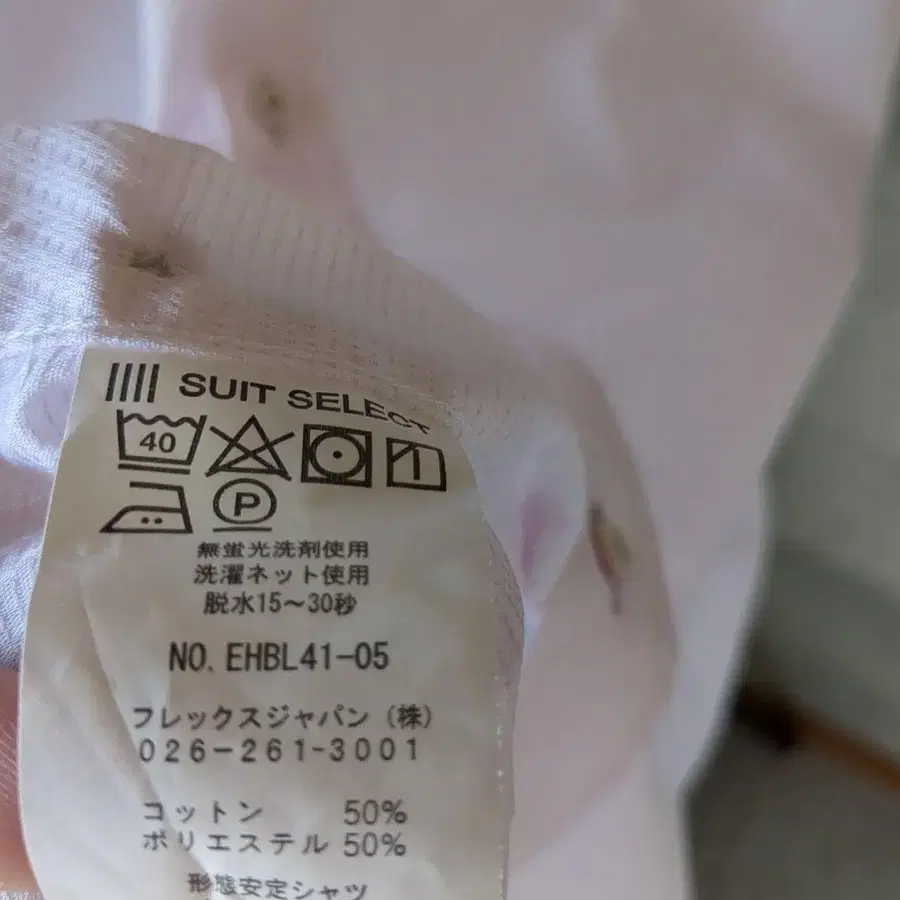 SUIT SELECT
40
P
無蛍光洗剤使用
洗濯ネット使用
脱水15〜30秒
NO. EHBL41-05
フレックスジャパン (株)
026-261-3001
コットン 50%
ポリエステル 50%
形態安定シャツ